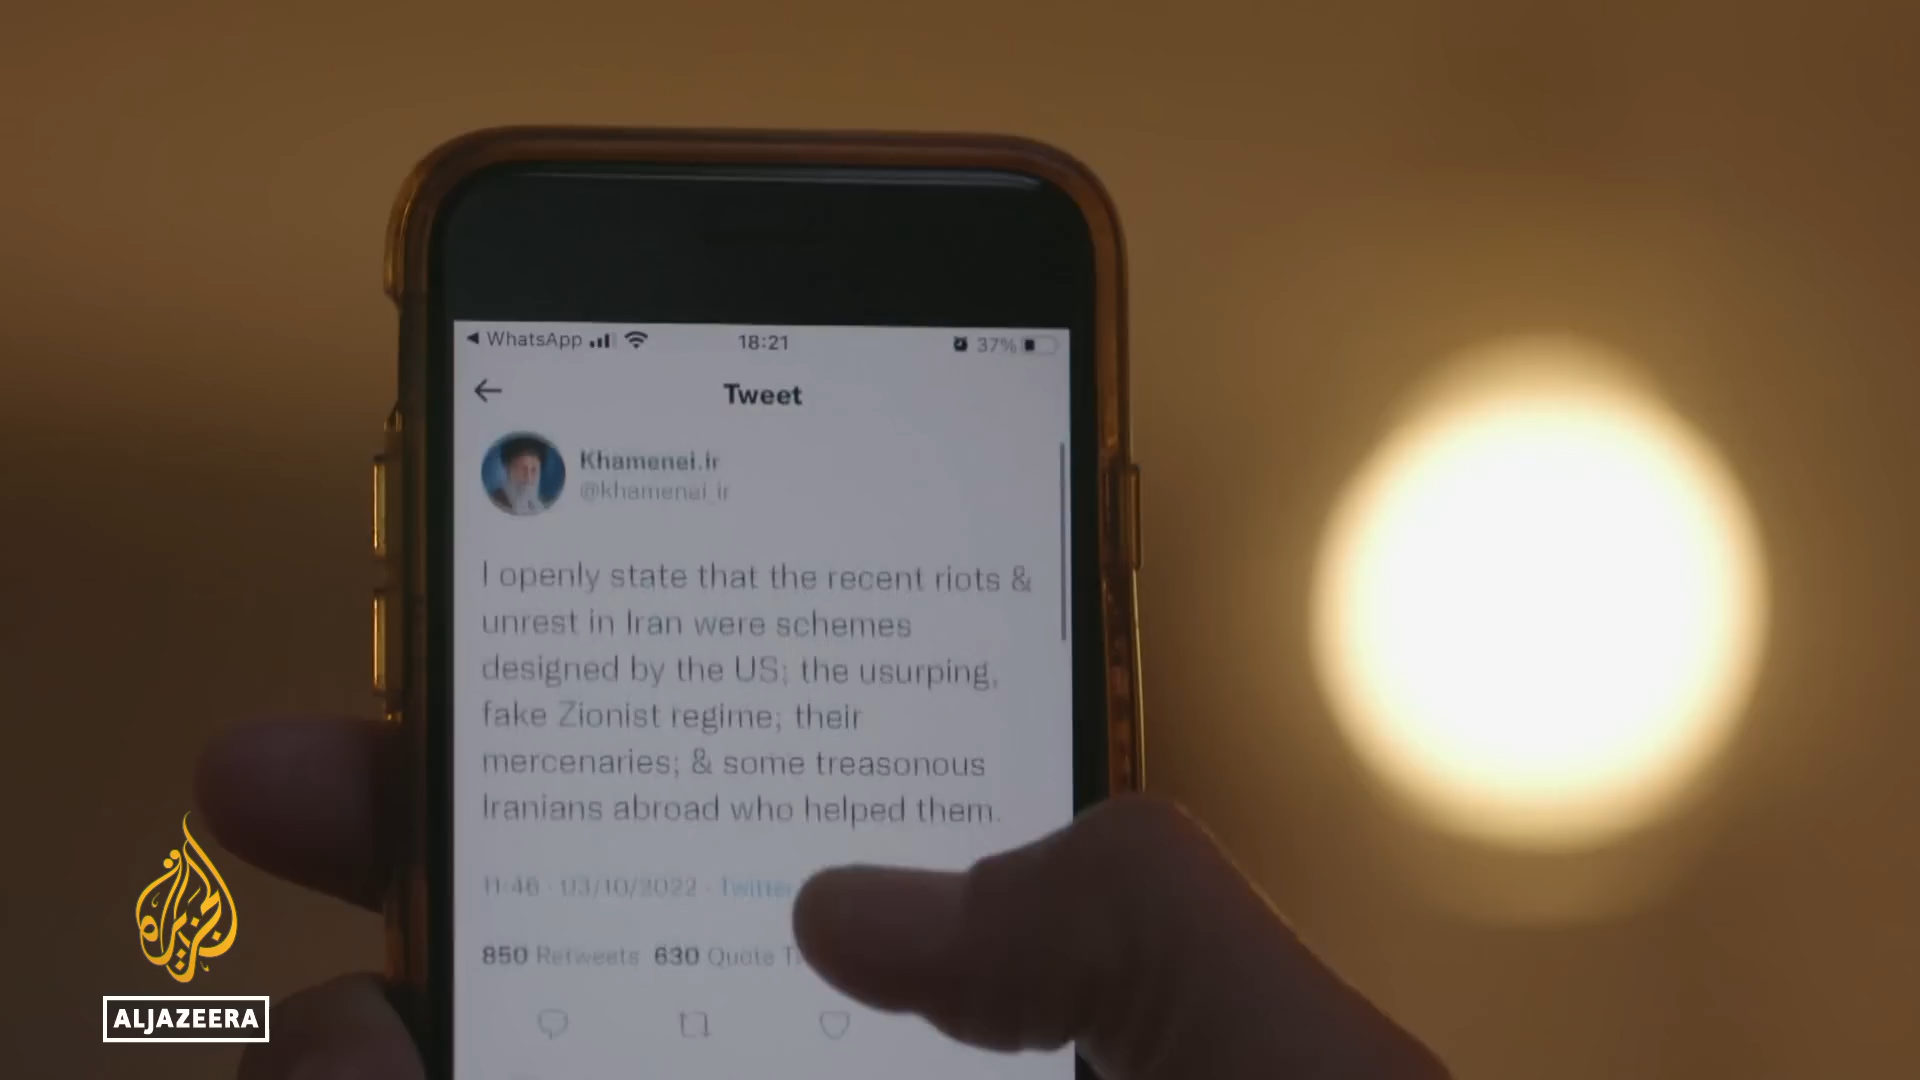 WhatsApp 18:21 37%
Tweet
Khamenei.ir
@khamenei_ir
I openly state that the recent riots &
unrest in Iran were schemes
designed by the US; the usurping,
fake Zionist regime; their
mercenaries; & some treasonous
Iranians abroad who helped them.
11:46 · 03/10/2022 · Twitter
850 Retweets 630 Quote
الجزيرة
ALJAZEERA